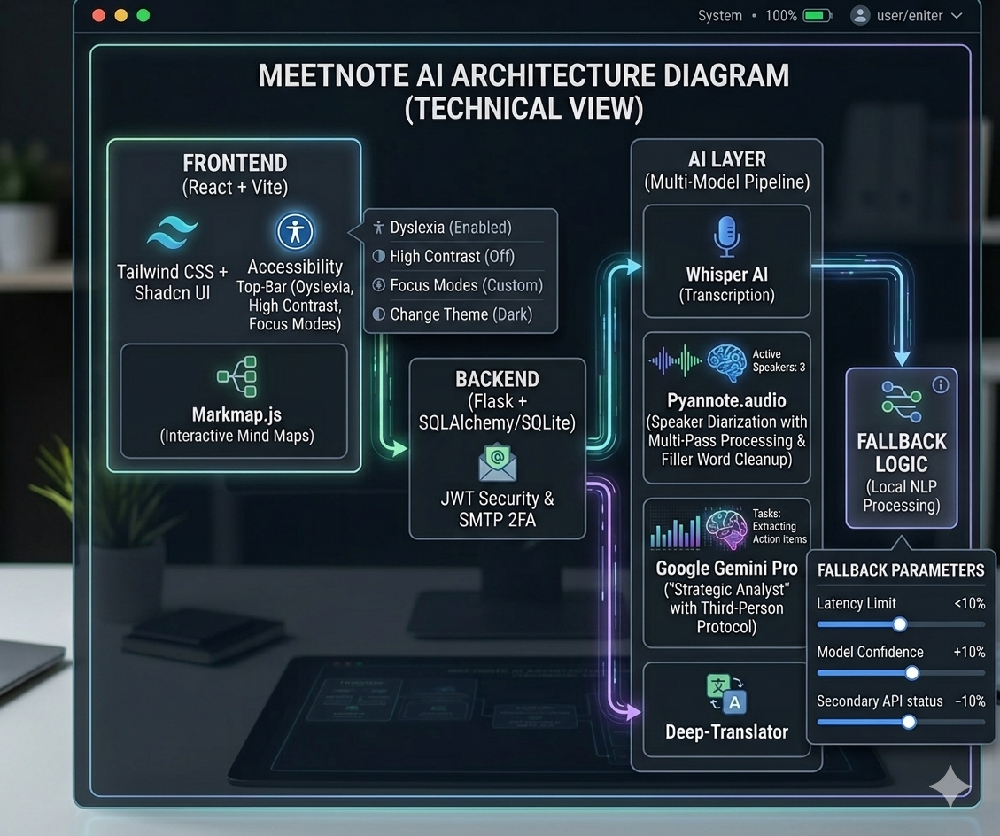 System • 100% user/eniter
MEETNOTE AI ARCHITECTURE DIAGRAM
(TECHNICAL VIEW)
FRONTEND
(React + Vite)
Tailwind CSS +
Shadcn UI
Accessibility
Top-Bar (Oyslexia,
High Contrast,
Focus Modes)
Markmap.js
(Interactive Mind Maps)
Dyslexia (Enabled)
High Contrast (Off)
Focus Modes (Custom)
Change Theme (Dark)
BACKEND
(Flask +
SQLAlchemy/SQLite)
@
JWT Security &
SMTP 2FA
AI LAYER
(Multi-Model Pipeline)
Whisper AI
(Transcription)
Active
Speakers: 3
Pyannote.audio
(Speaker Diarization with
Multi-Pass Processing &
Filler Word Cleanup)
Tasks:
Extracting
Action items
Google Gemini Pro
("Strategic Analyst"
with Third-Person
Protocol)
文
A
Deep-Translator
FALLBACK
LOGIC
(Local NLP
Processing)
FALLBACK PARAMETERS
Latency Limit <10%
Model Confidence +10%
Secondary API status −10%